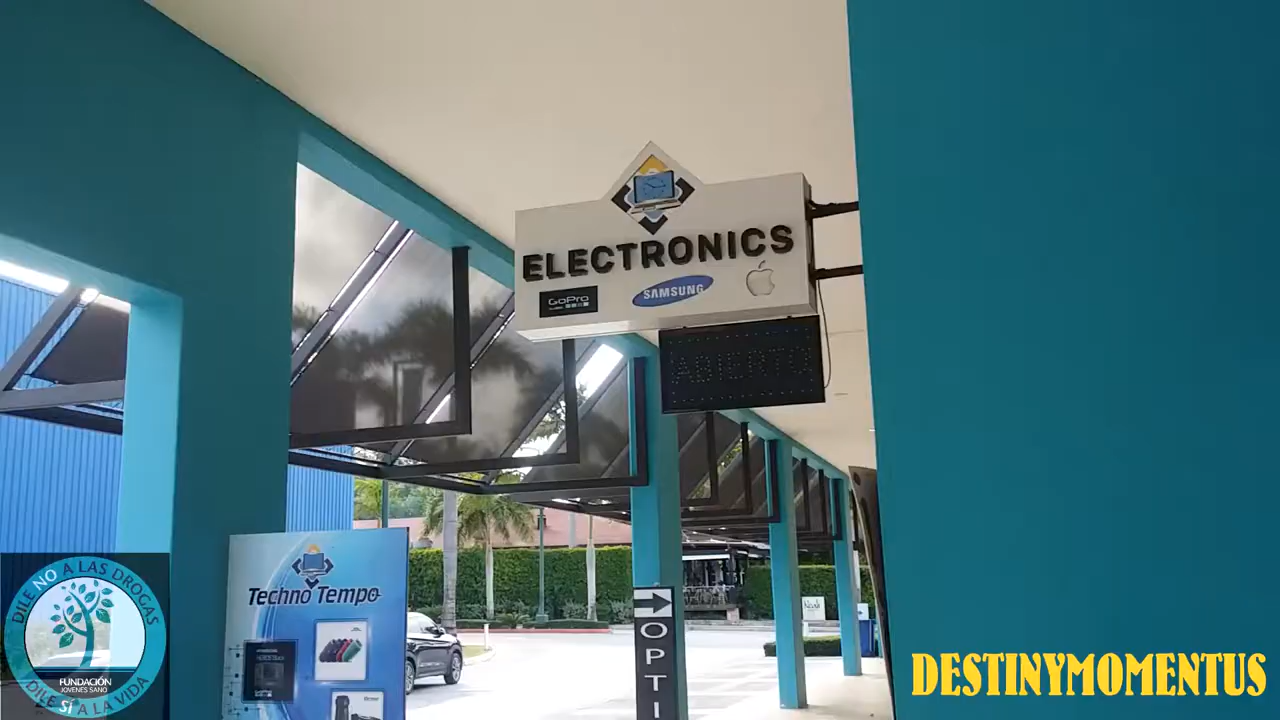 ELECTRONICS
GoPro
SAMSUNG
ABIERTO
Techno Tempo
OPTI
DILE NO A LAS DROGAS
FUNDACIÓN
JOVENES SANO
DILE SÍ A LA VIDA
DESTINYMOMENTUS